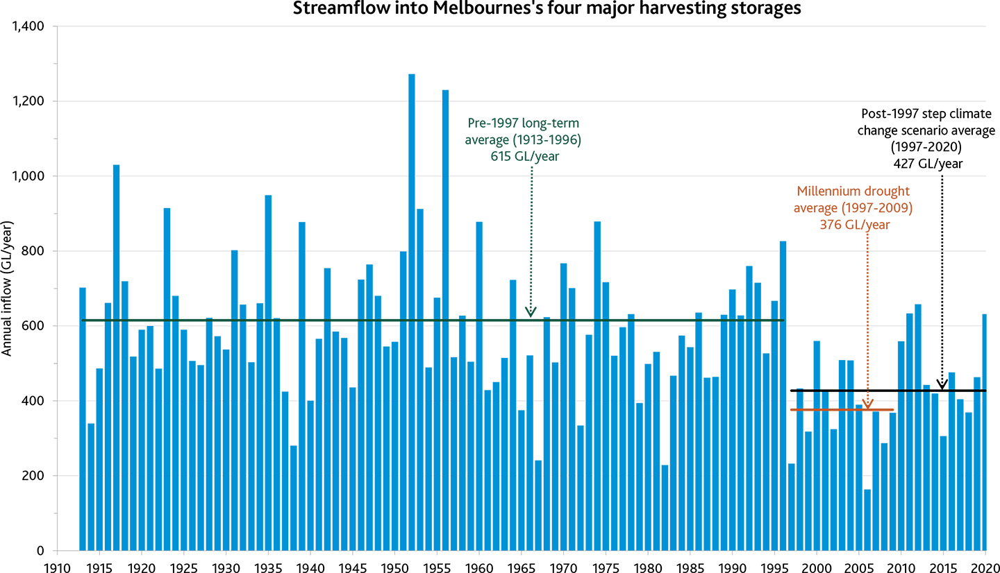 Streamflow into Melbournes's four major harvesting storages
1,400
1,200
1,000
800
600
400
200
0
Annual inflow (GL/year)
Pre-1997 long-term
average (1913-1996)
615 GL/year
Post-1997 step climate
change scenario average
(1997-2020)
427 GL/year
Millennium drought
average (1997-2009)
376 GL/year
1910 1915 1920 1925 1930 1935 1940 1945 1950 1955 1960 1965 1970 1975 1980 1985 1990 1995 2000 2005 2010 2015 2020